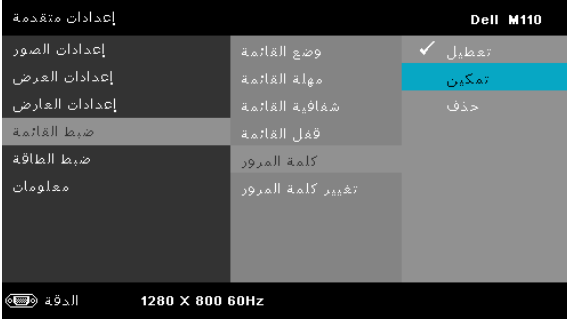 إعدادات متقدمة
Dell M110
إعدادات الصور
إعدادات العرض
إعدادات العارض
ضبط القائمة
ضبط الطاقة
معلومات
وضع القائمة
مهلة القائمة
شفافية القائمة
قفل القائمة
كلمة المرور
تغيير كلمة المرور
تعطيل
تمكين
حذف
الدقة
1280 X 800 60Hz